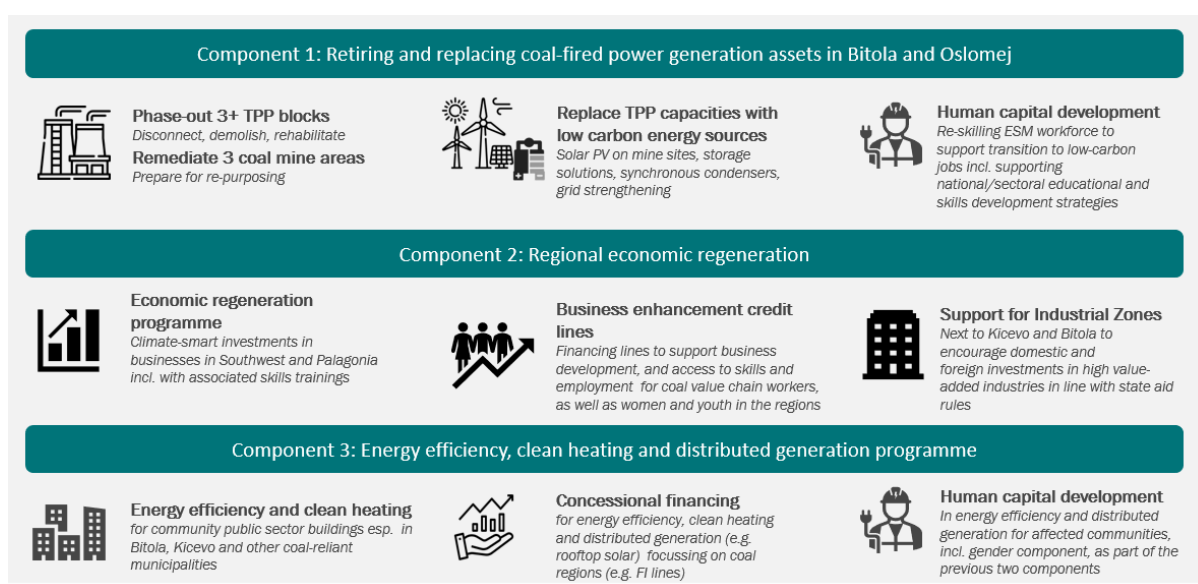 Component 1: Retiring and replacing coal-fired power generation assets in Bitola and Oslomej
Phase-out 3+ TPP blocks
Disconnect, demolish, rehabilitate
Remediate 3 coal mine areas
Prepare for re-purposing
Replace TPP capacities with
low carbon energy sources
Solar PV on mine sites, storage
solutions, synchronous condensers,
grid strengthening
Human capital development
Re-skilling ESM workforce to
support transition to low-carbon
jobs incl. supporting
national/sectoral educational and
skills development strategies
Component 2: Regional economic regeneration
Economic regeneration
programme
Climate-smart investments in
businesses in Southwest and Palagonia
incl. with associated skills trainings
Business enhancement credit
lines
Financing lines to support business
development, and access to skills and
employment for coal value chain workers,
as well as women and youth in the regions
Support for Industrial Zones
Next to Kicevo and Bitola to
encourage domestic and
foreign investments in high value-
added industries in line with state aid
rules
Component 3: Energy efficiency, clean heating and distributed generation programme
Energy efficiency and clean heating
for community public sector buildings esp. in
Bitola, Kicevo and other coal-reliant
municipalities
Concessional financing
for energy efficiency, clean heating
and distributed generation (e.g.
rooftop solar) focussing on coal
regions (e.g. FI lines)
Human capital development
In energy efficiency and distributed
generation for affected communities,
incl. gender component, as part of the
previous two components